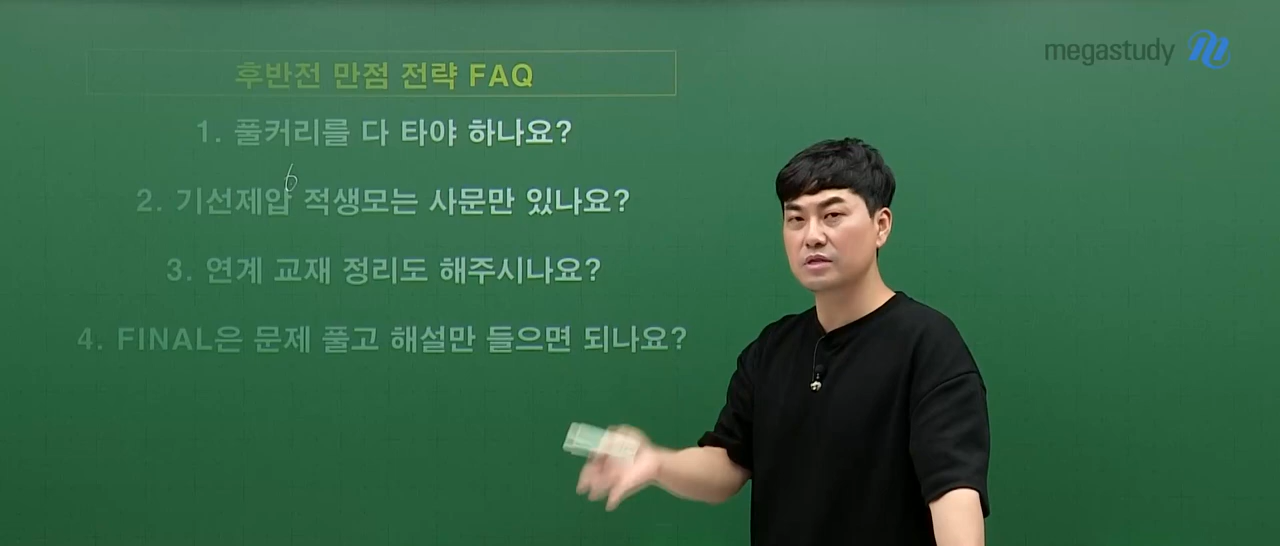 megastudy
후반전 만점 전략 FAQ
1. 풀커리를 다 타야 하나요?
6
2. 기선제압 적생모는 사문만 있나요?
3. 연계 교재 정리도 해주시나요?
4. FINAL은 문제 풀고 해설만 들으면 되나요?